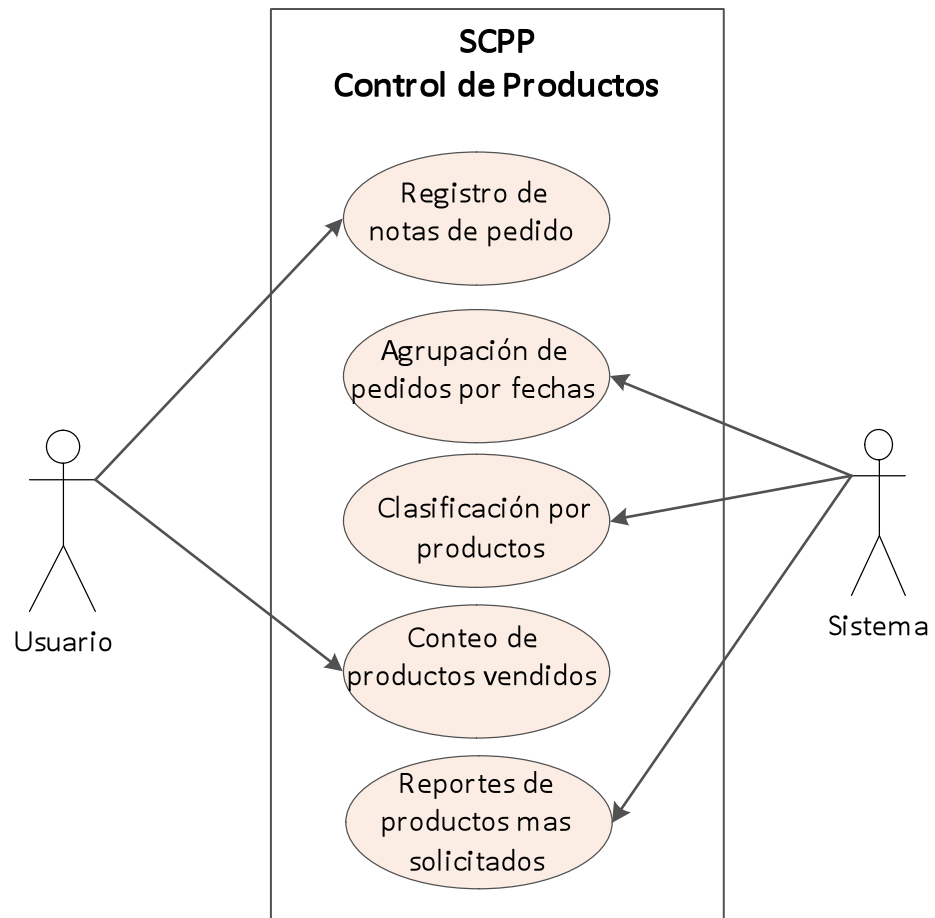 SCPP
Control de Productos
Registro de
notas de pedido
Agrupación de
pedidos por fechas
Clasificación por
productos
Conteo de
productos vendidos
Reportes de
productos mas
solicitados
Usuario
Sistema